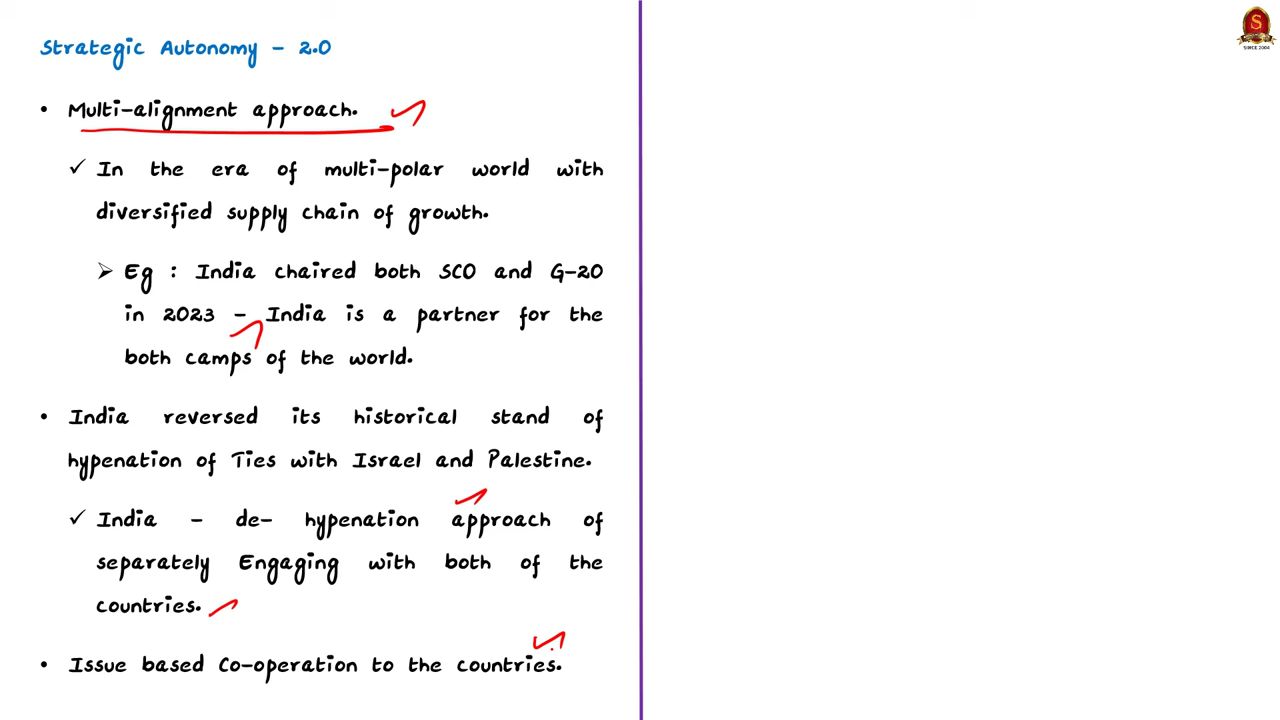 Strategic Autonomy - 2.0
• Multi-alignment approach.
✓ In the era of multi-polar world with
diversified supply chain of growth.
➢ Eg : India chaired both SCO and G-20
in 2023 - India is a partner for the
both camps of the world.
• India reversed its historical stand of
hypenation of Ties with Israel and Palestine.
✓ India - de- hypenation approach of
separately Engaging with both of the
countries.
• Issue based Co-operation to the countries.
S
SINCE 2004